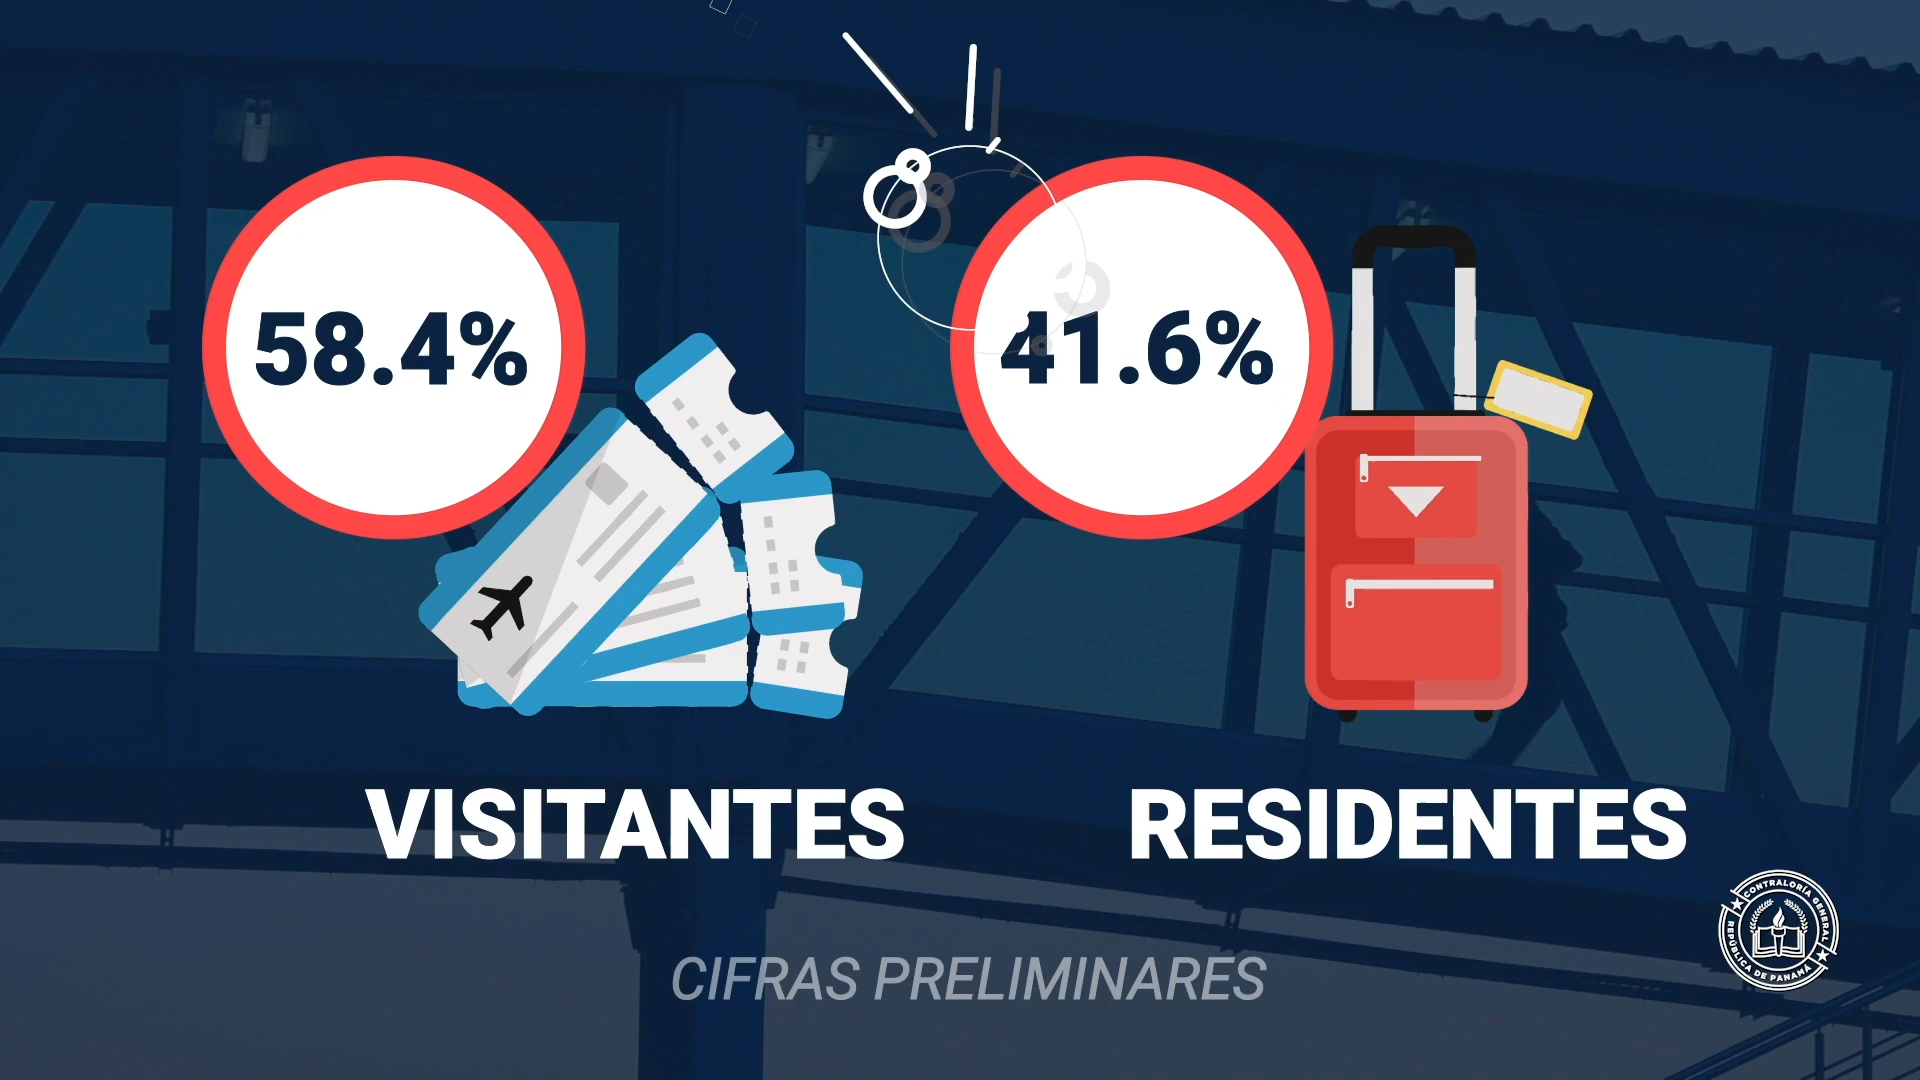 58.4%
41.6%
VISITANTES
RESIDENTES
CONTRALORÍA GENERAL
REPÚBLICA DE PANAMÁ
CIFRAS PRELIMINARES